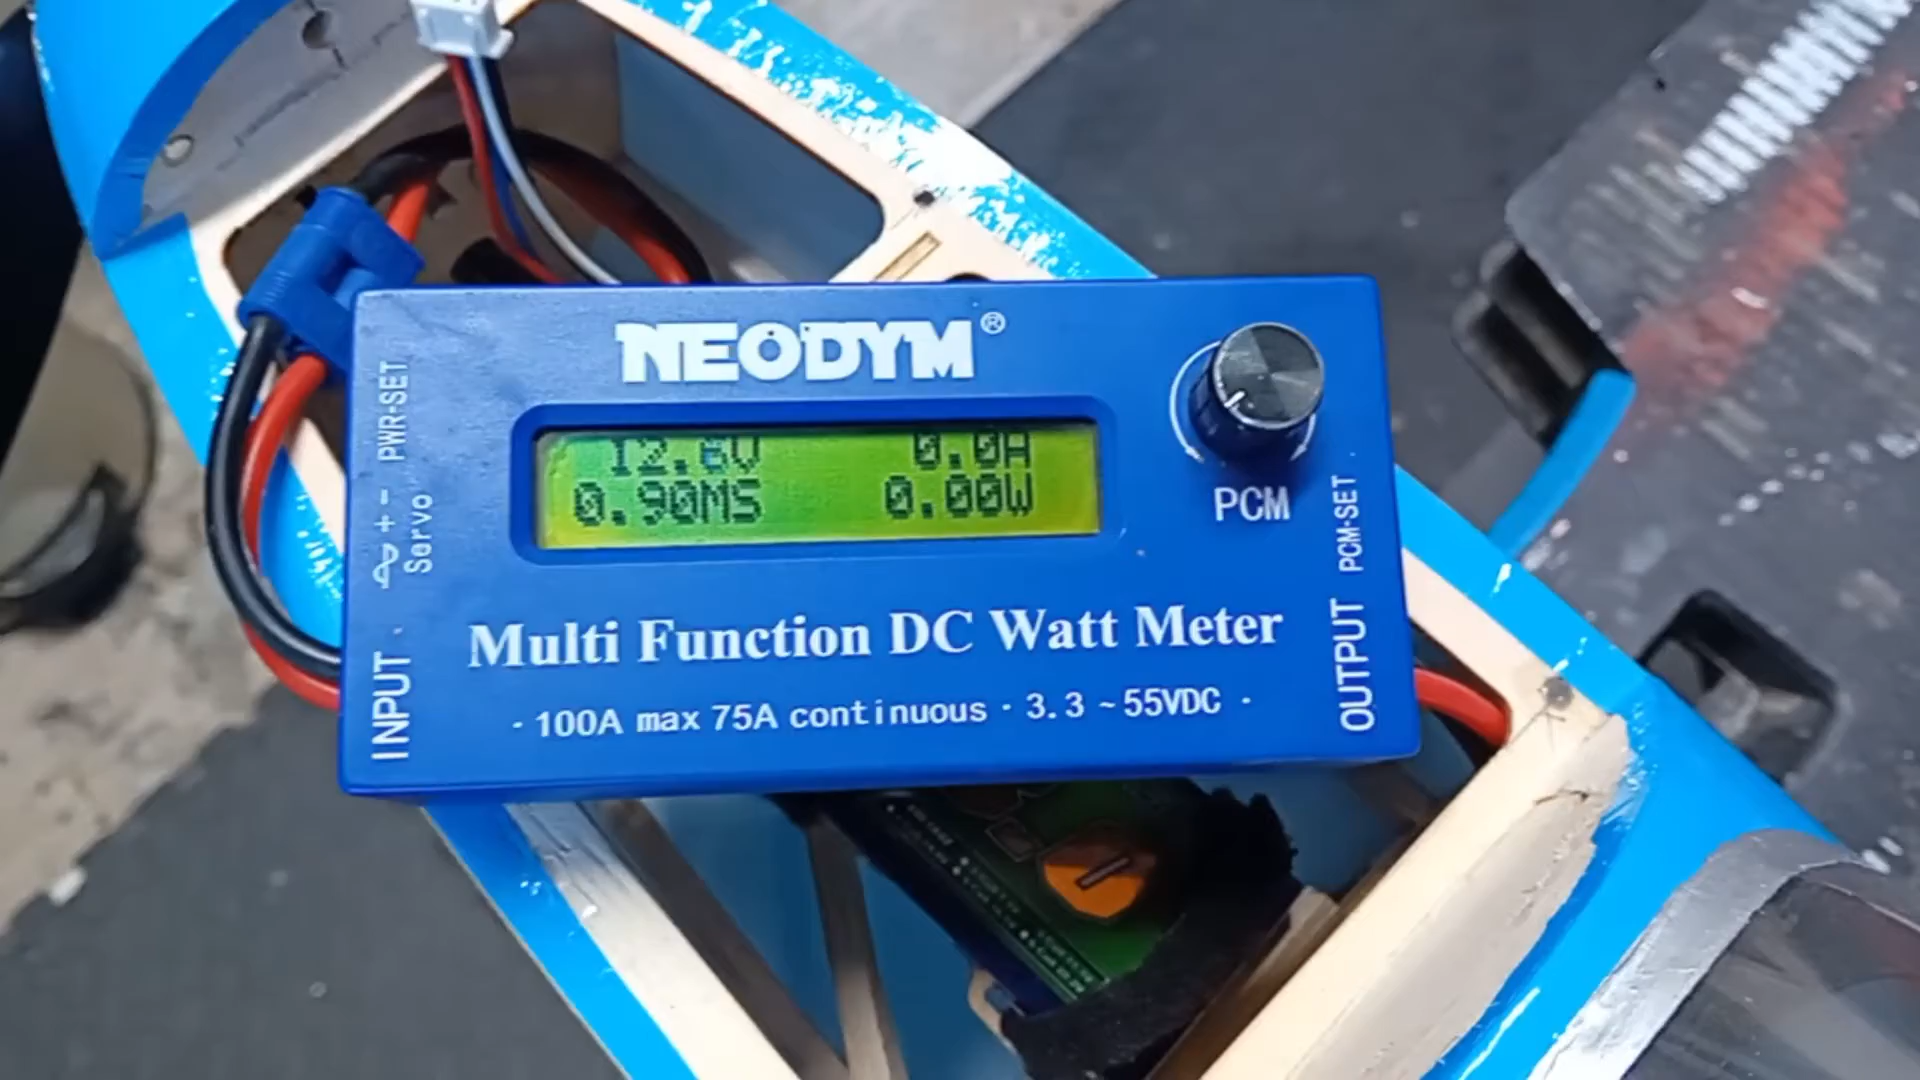 NEODYM®
12.6V 0.0A
0.90MS 0.00W
PCM
PWR-SET
- + Servo
INPUT
PCM-SET
OUTPUT
Multi Function DC Watt Meter
· 100A max 75A continuous · 3.3 ~ 55VDC ·